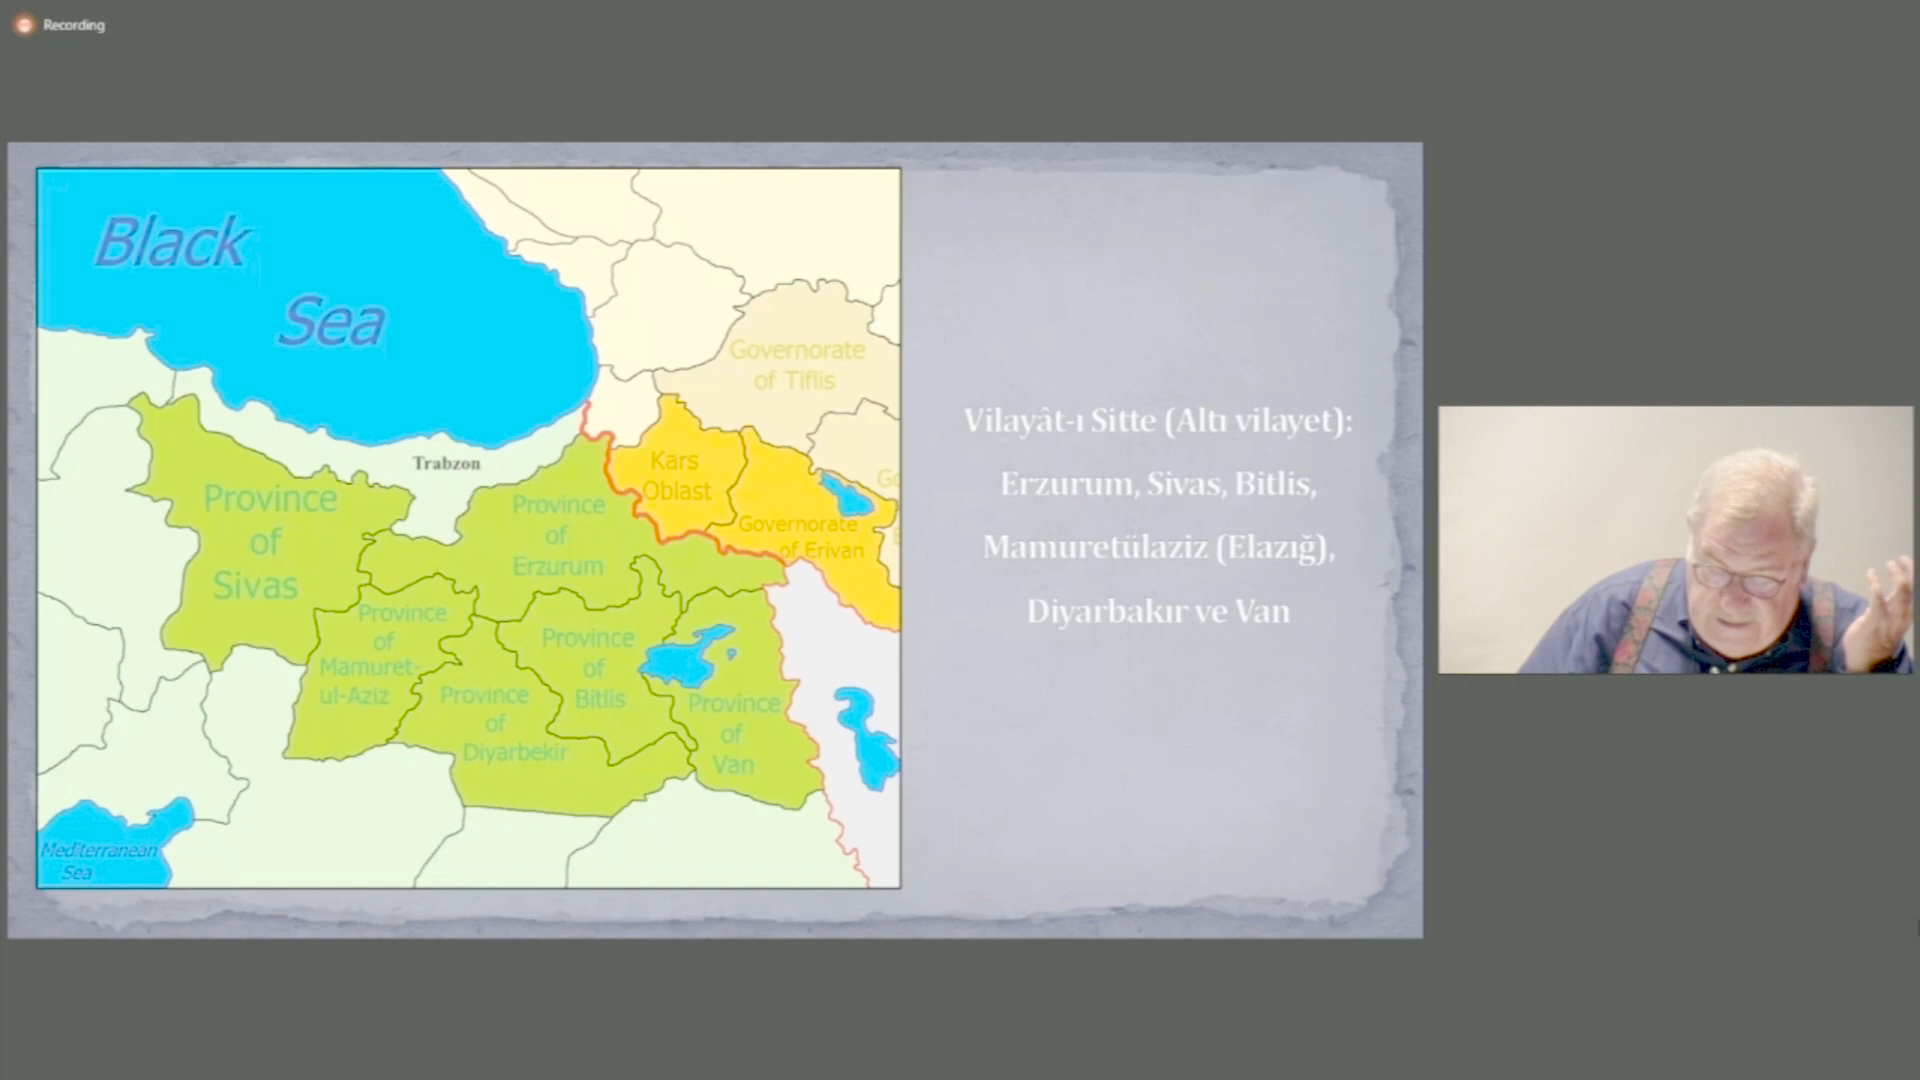 Recording
Black
Sea
Governorate
of Tiflis
Trabzon
Kars
Oblast
Governorate
of Erivan
Province
of
Sivas
Province
of
Erzurum
Province
of
Mamuret-
ul-Aziz
Province
of
Bitlis
Province
of
Diyarbekir
Province
of
Van
Mediterranean
Sea
Vilayât-ı Sitte (Altı vilayet):
Erzurum, Sivas, Bitlis,
Mamuretülaziz (Elazığ),
Diyarbakır ve Van